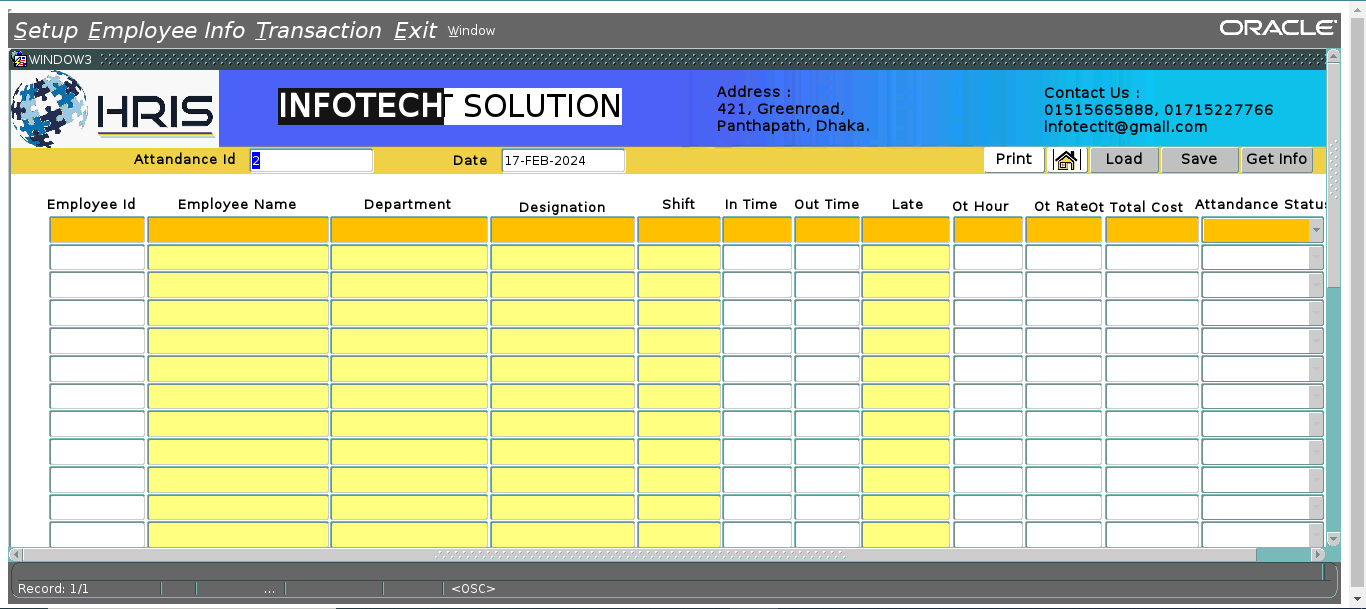 Setup Employee Info Transaction Exit Window
ORACLE
WINDOW3
HRIS
INFOTECH SOLUTION
Address :
421, Greenroad,
Panthapath, Dhaka.
Contact Us :
01515665888, 01715227766
infotectit@gmail.com
Attandance Id 2 Date 17-FEB-2024 Print Load Save Get Info
Employee Id Employee Name Department Designation Shift In Time Out Time Late Ot Hour Ot Rate Ot Total Cost Attandance Status
Record: 1/1 ... <OSC>